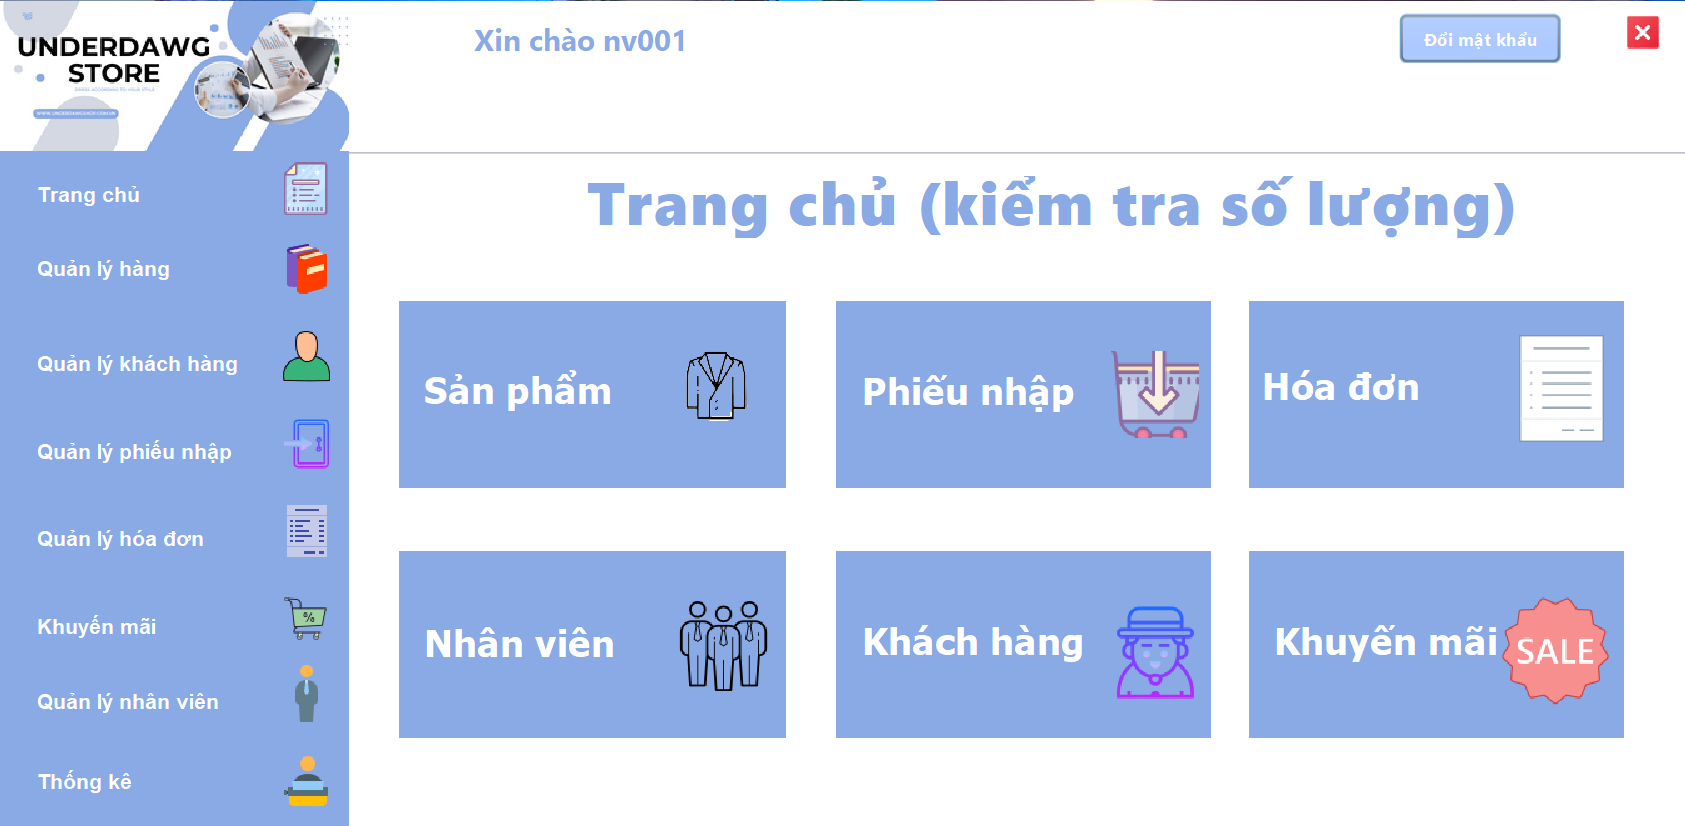 UNDERDAWG
STORE
Xin chào nv001
Đổi mật khẩu
Trang chủ
Quản lý hàng
Quản lý khách hàng
Quản lý phiếu nhập
Quản lý hóa đơn
Khuyến mãi
Quản lý nhân viên
Thống kê
Trang chủ (kiểm tra số lượng)
Sản phẩm
Phiếu nhập
Hóa đơn
Nhân viên
Khách hàng
Khuyến mãi
SALE